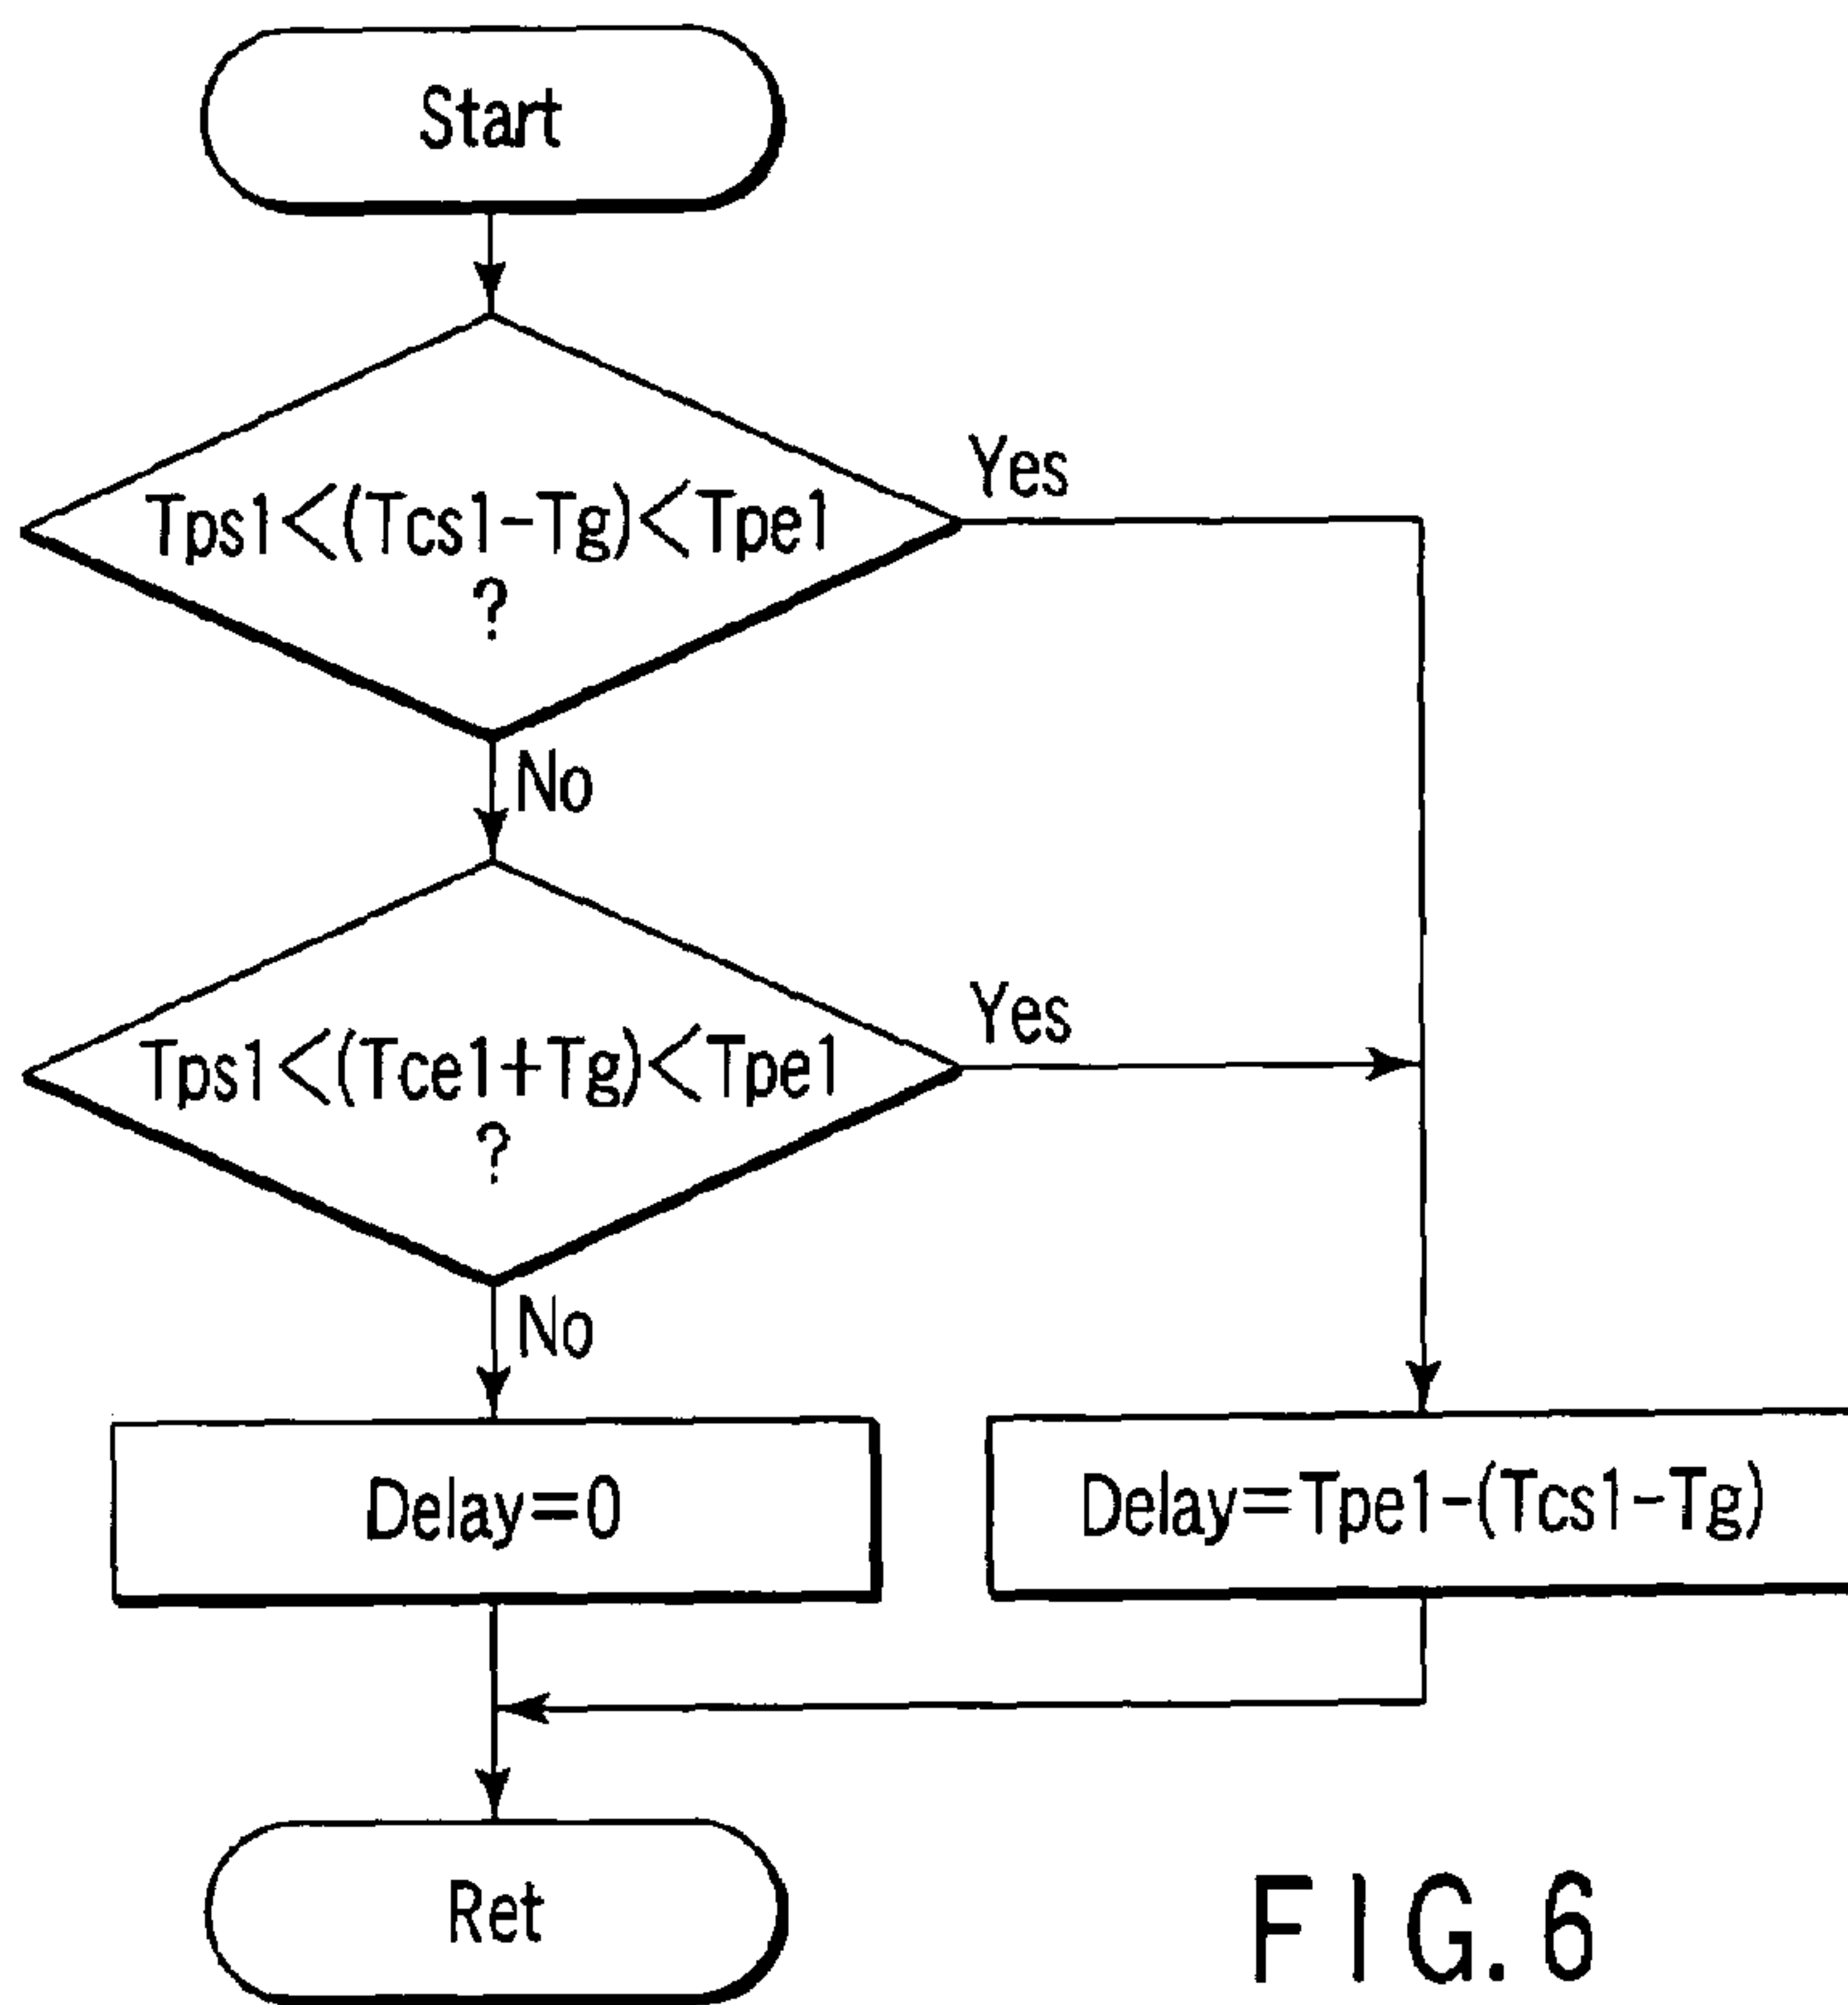 Start
Tps1<(Tcs1-Tg)<Tpe1
?
Yes
No
Tps1<(Tce1+Tg)<Tpe1
?
Yes
No
Delay=0
Delay=Tpe1-(Tcs1-Tg)
Ret
FIG. 6